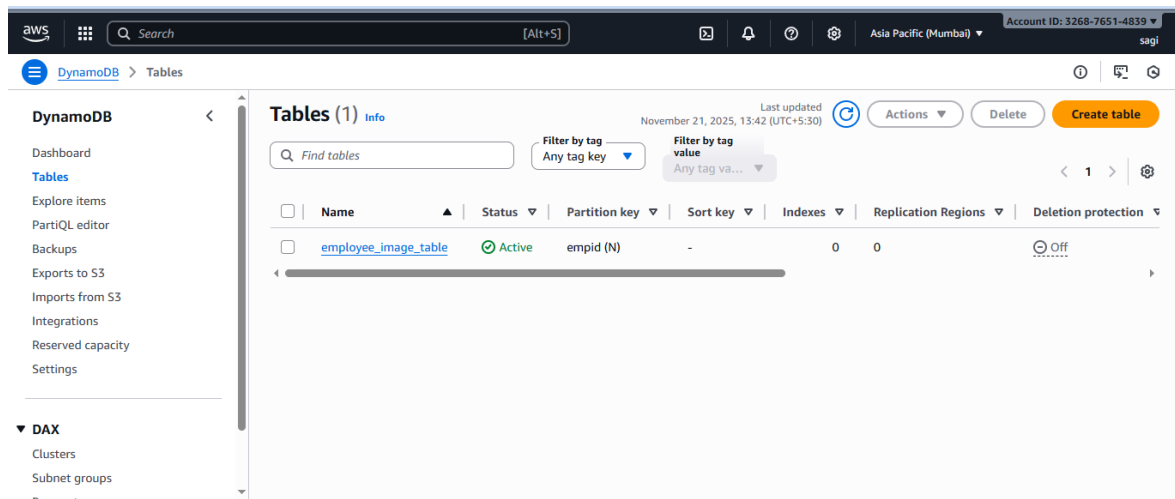 aws
Search
[Alt+S]
Asia Pacific (Mumbai) ▼
Account ID: 3268-7651-4839 ▼
sagi
DynamoDB > Tables
DynamoDB
Dashboard
Tables
Explore items
PartiQL editor
Backups
Exports to S3
Imports from S3
Integrations
Reserved capacity
Settings
▼ DAX
Clusters
Subnet groups
Tables (1) Info
Last updated
November 21, 2025, 13:42 (UTC+5:30)
Actions ▼
Delete
Create table
Find tables
Filter by tag
Any tag key ▼
Filter by tag
value
Any tag va... ▼
< 1 >
Name ▲ Status Partition key Sort key Indexes Replication Regions Deletion protection
employee_image_table Active empid (N) - 0 0 Off